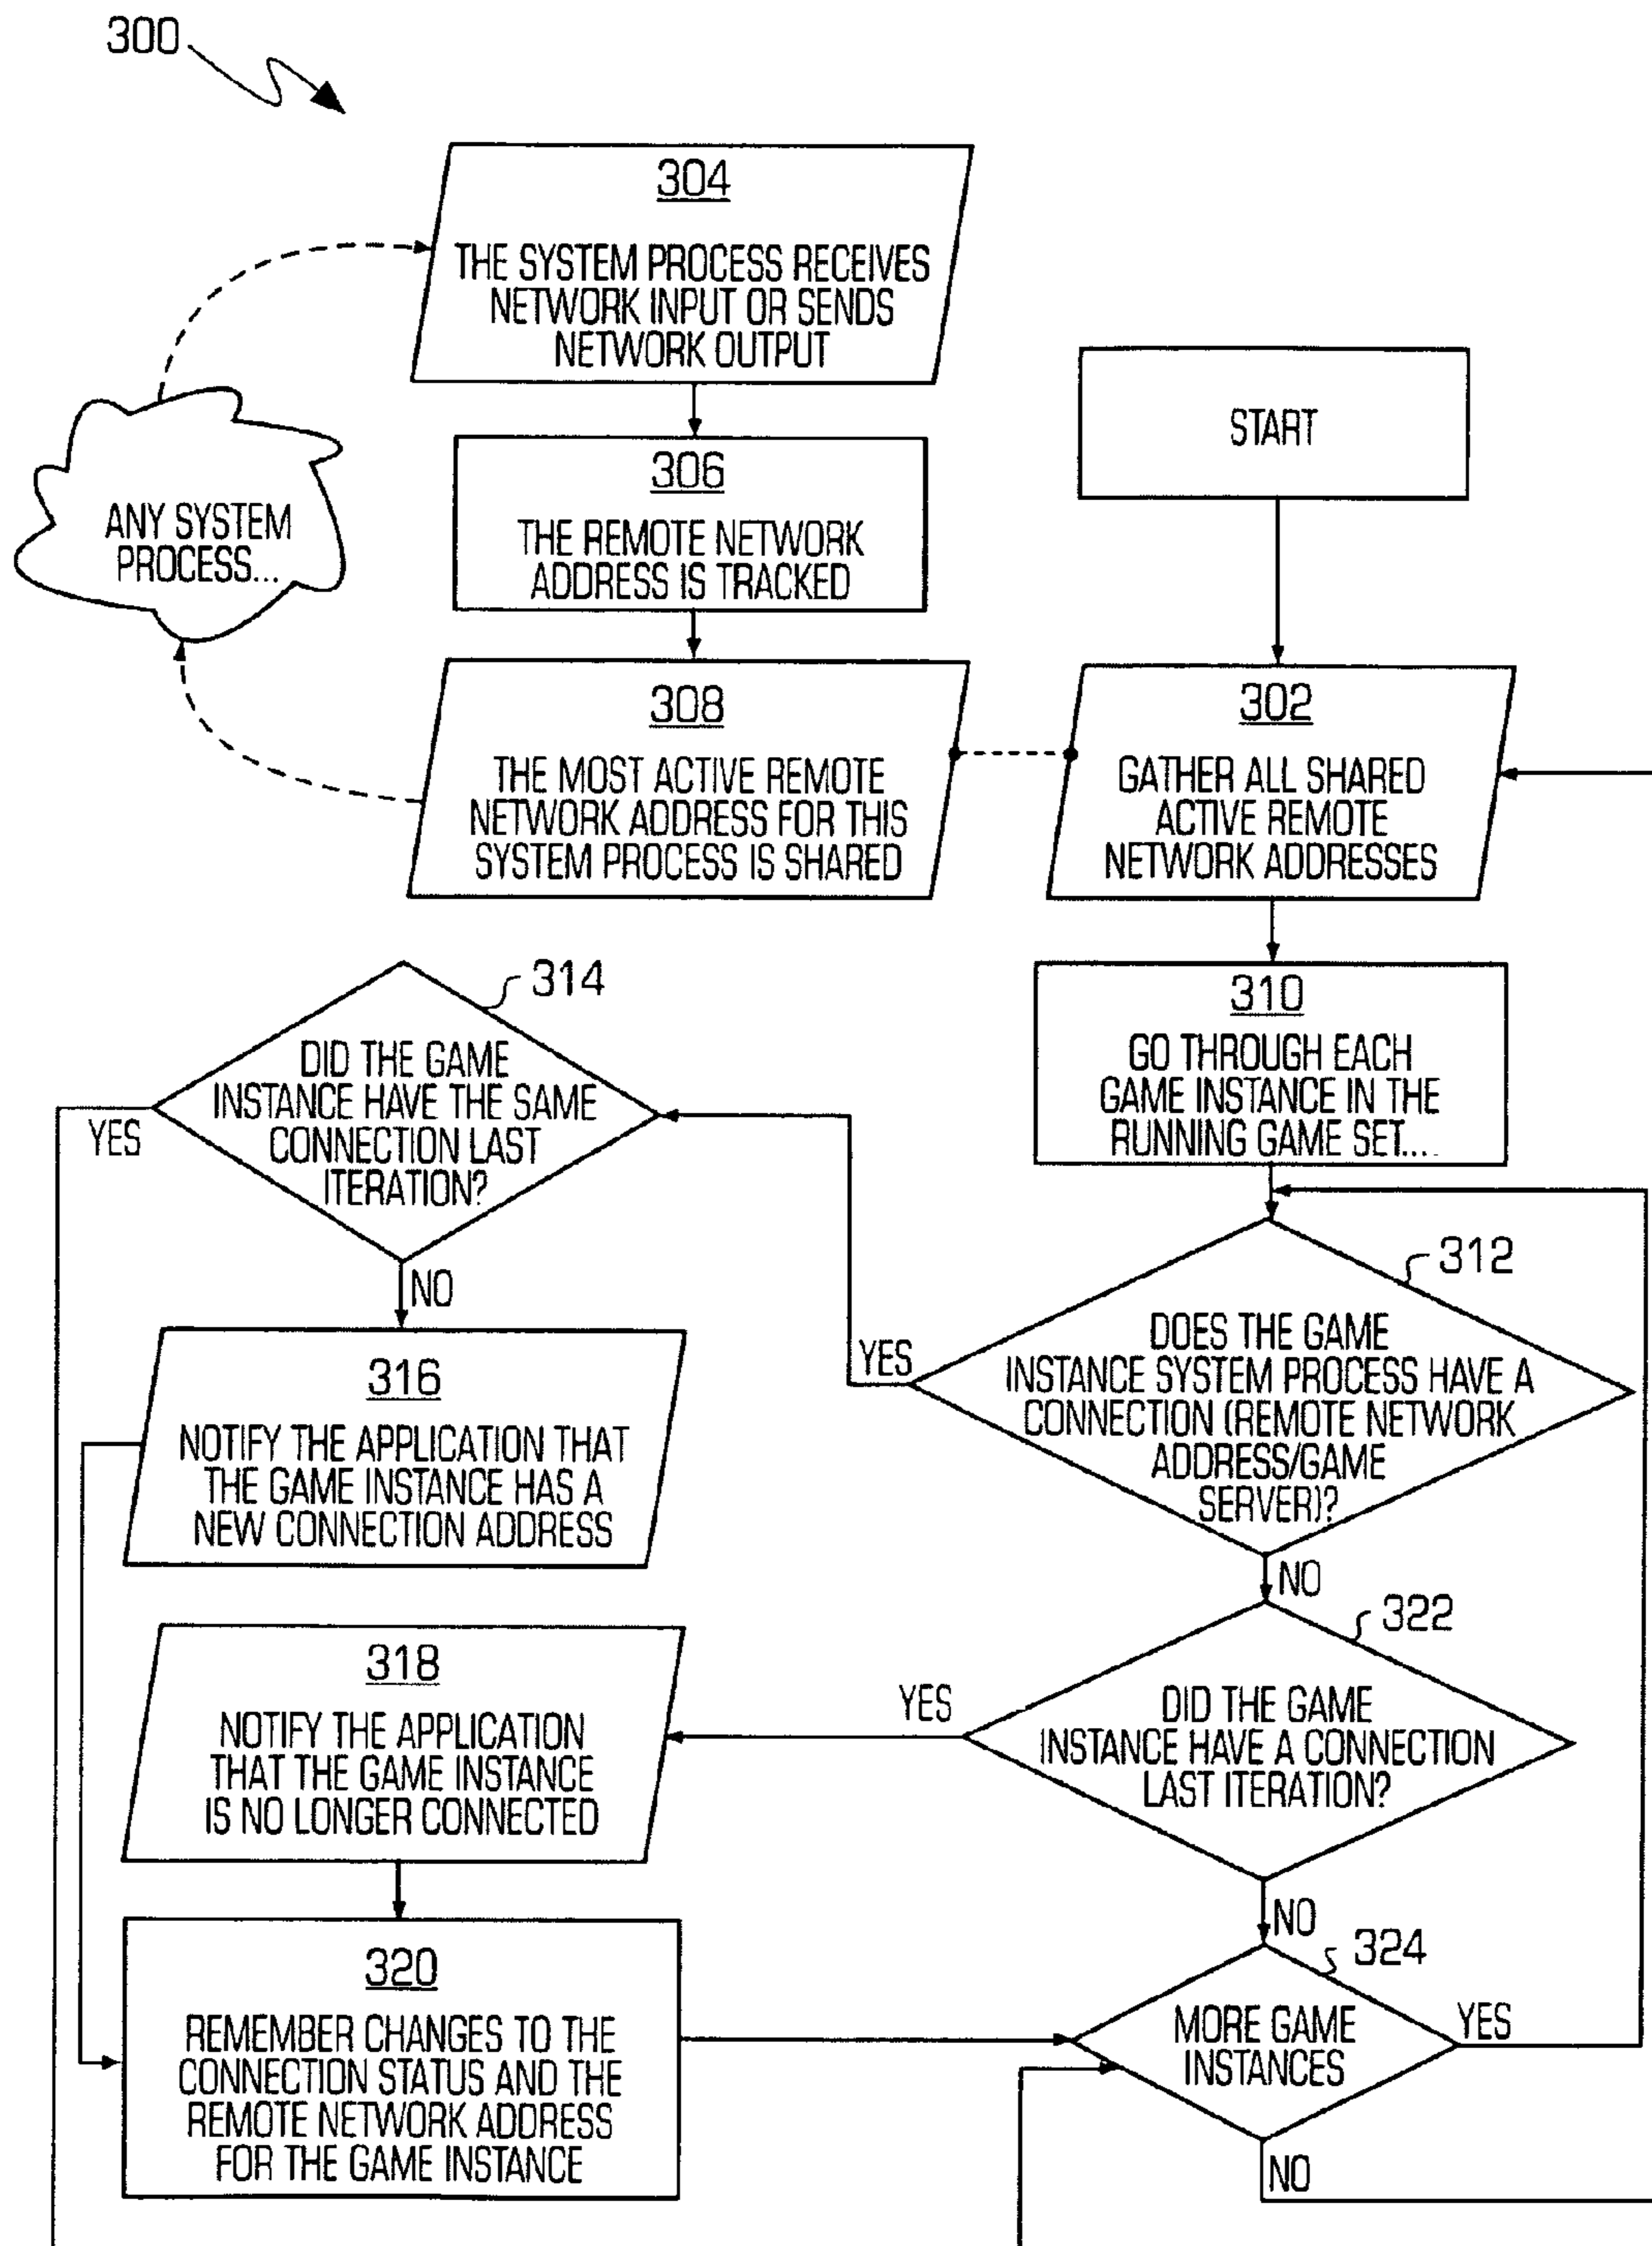 300
304
THE SYSTEM PROCESS RECEIVES
NETWORK INPUT OR SENDS
NETWORK OUTPUT
START
306
THE REMOTE NETWORK
ADDRESS IS TRACKED
ANY SYSTEM
PROCESS...
308
THE MOST ACTIVE REMOTE
NETWORK ADDRESS FOR THIS
SYSTEM PROCESS IS SHARED
302
GATHER ALL SHARED
ACTIVE REMOTE
NETWORK ADDRESSES
310
GO THROUGH EACH
GAME INSTANCE IN THE
RUNNING GAME SET....
314
DID THE GAME
INSTANCE HAVE THE SAME
CONNECTION LAST
ITERATION?
YES
NO
312
DOES THE GAME
INSTANCE SYSTEM PROCESS HAVE A
CONNECTION (REMOTE NETWORK
ADDRESS/GAME
SERVER)?
YES
NO
316
NOTIFY THE APPLICATION THAT
THE GAME INSTANCE HAS A
NEW CONNECTION ADDRESS
322
DID THE GAME
INSTANCE HAVE A CONNECTION
LAST ITERATION?
YES
NO
318
NOTIFY THE APPLICATION
THAT THE GAME INSTANCE
IS NO LONGER CONNECTED
320
REMEMBER CHANGES TO THE
CONNECTION STATUS AND THE
REMOTE NETWORK ADDRESS
FOR THE GAME INSTANCE
324
MORE GAME
INSTANCES
YES
NO